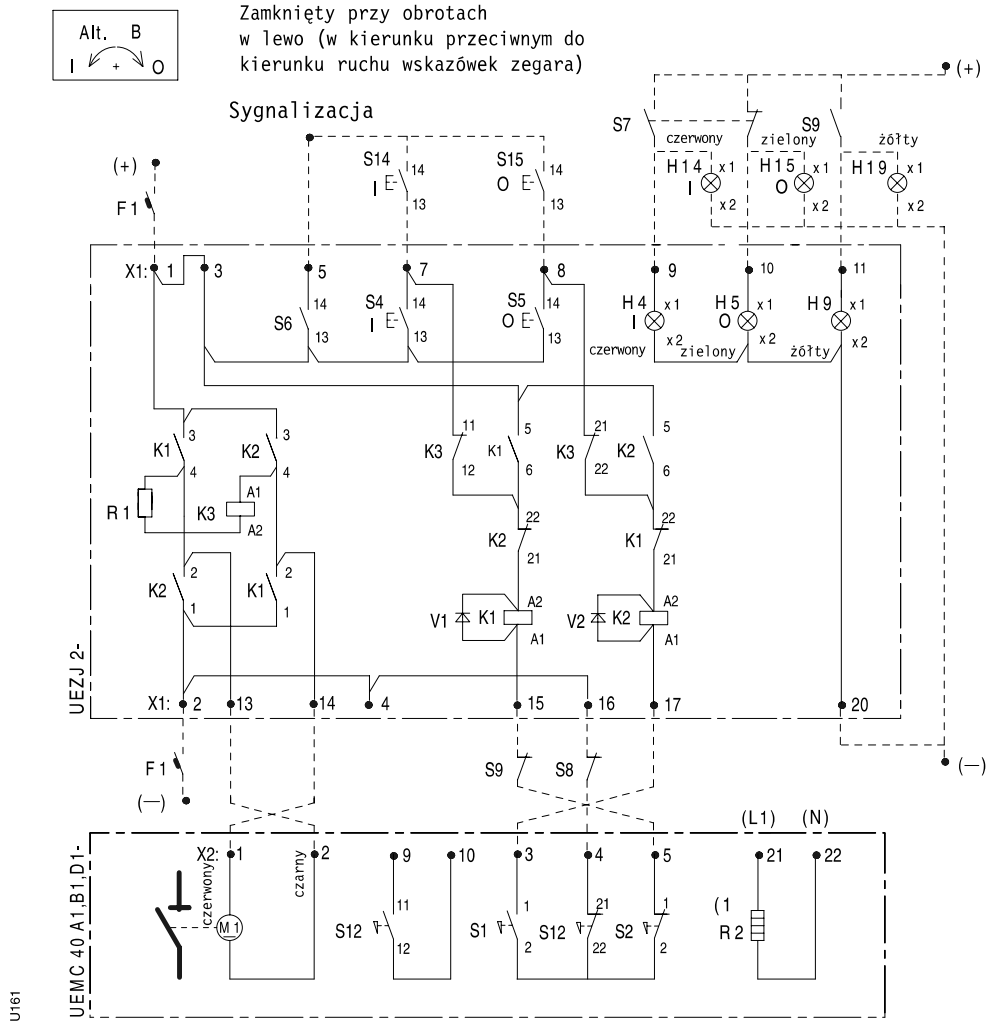 Alt. B
I + O
Zamknięty przy obrotach
w lewo (w kierunku przeciwnym do
kierunku ruchu wskazówek zegara)
Sygnalizacja
(+)
S7 S9
czerwony zielony żółty
S14 14 S15 14
I 13 O 13
H14 x1 H15 x1 H19 x1
I x2 O x2 x2
(+)
F1
X1: 1 3 5 7 8 9 10 11
S6 14 13
S4 14 I 13
S5 14 O 13
H4 x1 I x2
H5 x1 O x2
H9 x1 x2
czerwony zielony żółty
K1 3 4
K2 3 4
K3 11 12
K1 5 6
K3 21 22
K2 5 6
R1 K3 A1 A2
K2 22 21
K1 22 21
K2 2 1
K1 2 1
V1 K1 A2 A1
V2 K2 A2 A1
UEZJ 2-
X1: 2 13 14 4 15 16 17 20
F1
(—)
S9 S8
(—)
(L1) (N)
X2: 1 2 9 10 3 4 5 21 22
czerwony czarny
M1
S12 11 12
S1 1 2
S12 21 22
S2 1 2
(1
R2
UEMC 40 A1,B1,D1-
U161